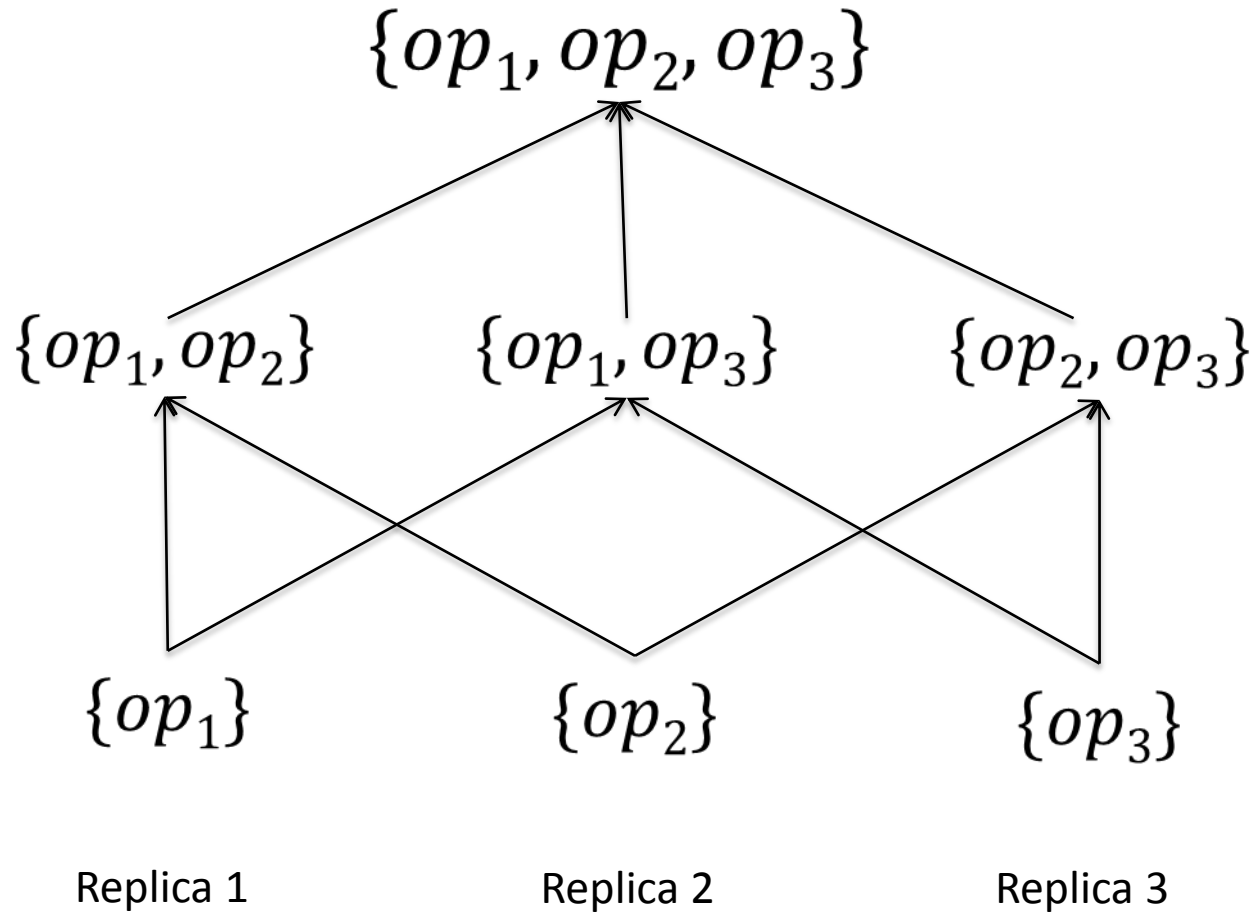 {op₁, op₂, op₃}
{op₁, op₂} {op₁, op₃} {op₂, op₃}
{op₁} {op₂} {op₃}
Replica 1 Replica 2 Replica 3